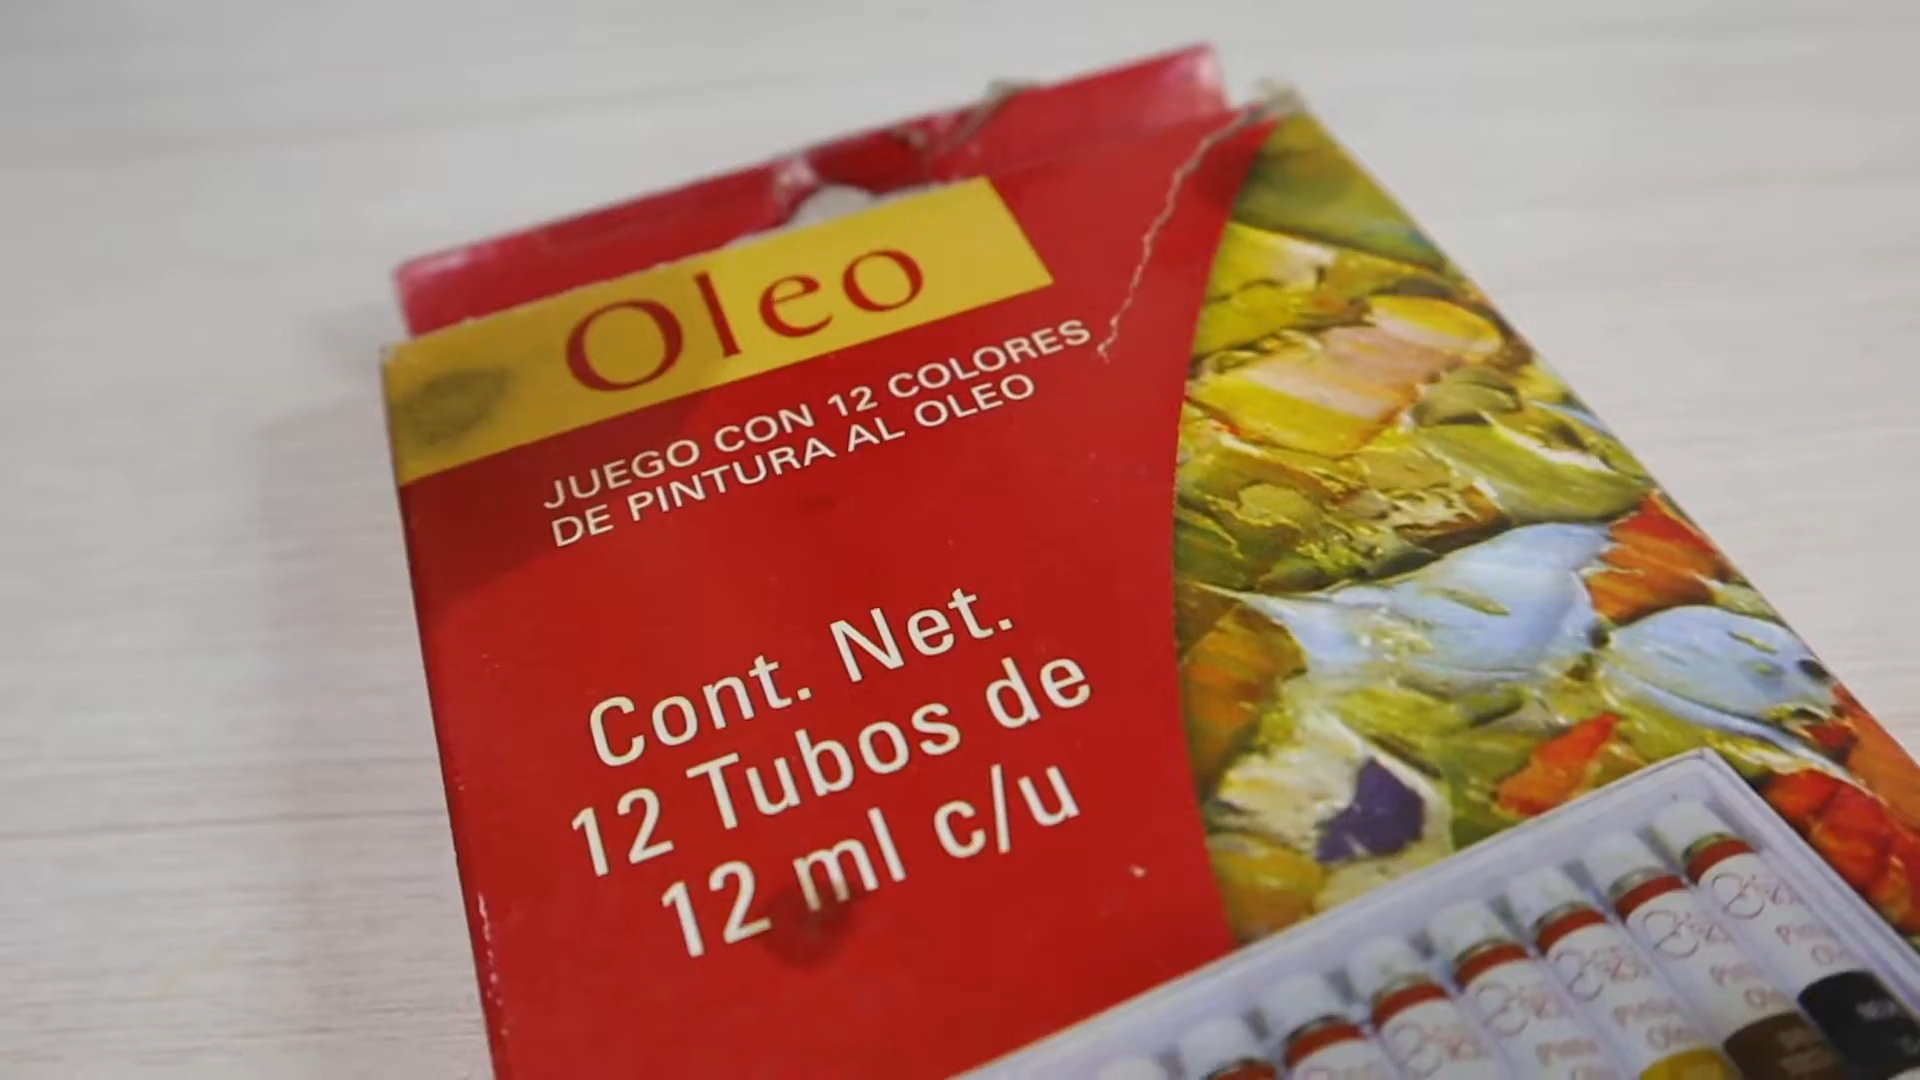 Oleo
JUEGO CON 12 COLORES
DE PINTURA AL OLEO
Cont. Net.
12 Tubos de
12 ml c/u